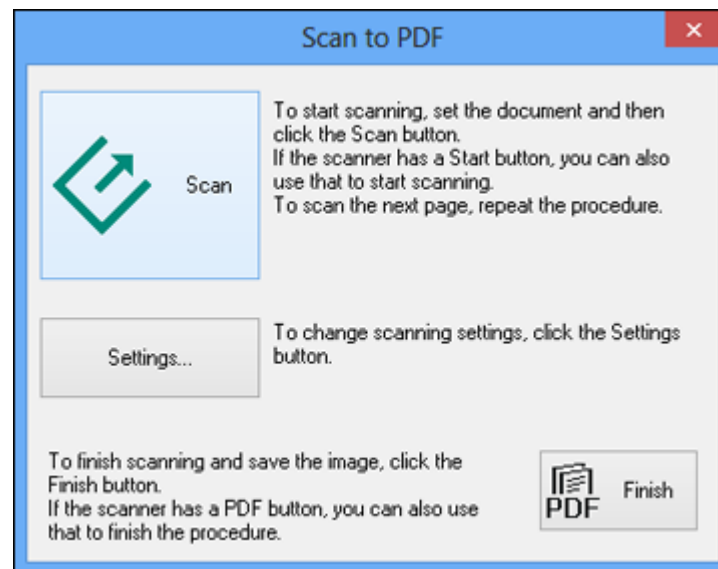 Scan to PDF
Scan
To start scanning, set the document and then
click the Scan button.
If the scanner has a Start button, you can also
use that to start scanning.
To scan the next page, repeat the procedure.
Settings...
To change scanning settings, click the Settings
button.
To finish scanning and save the image, click the
Finish button.
If the scanner has a PDF button, you can also use
that to finish the procedure.
PDF
Finish